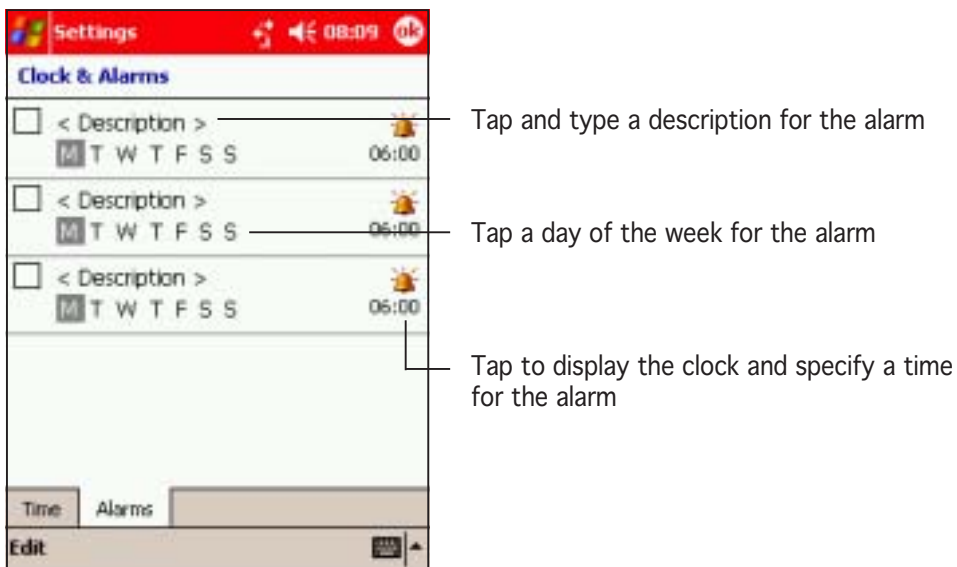 Settings 08:09 ok
Clock & Alarms
< Description >
M T W T F S S 06:00
< Description >
M T W T F S S 06:00
< Description >
M T W T F S S 06:00
Time Alarms
Edit
Tap and type a description for the alarm
Tap a day of the week for the alarm
Tap to display the clock and specify a time
for the alarm